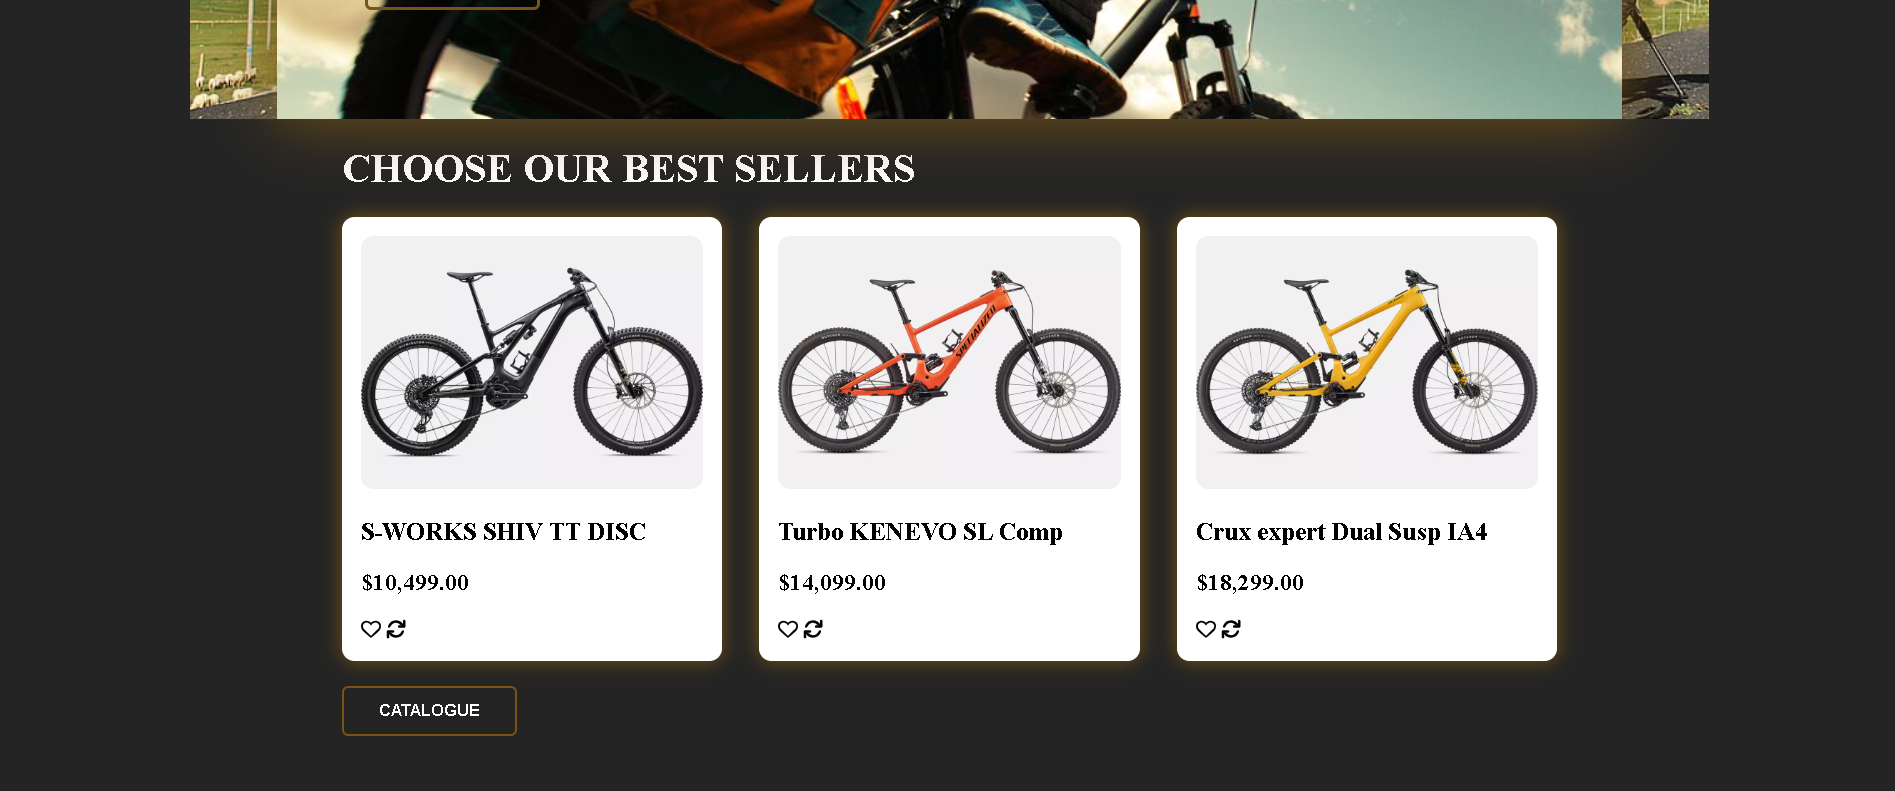 CHOOSE OUR BEST SELLERS
SPECIALIZED
S-WORKS SHIV TT DISC
Turbo KENEVO SL Comp
Crux expert Dual Susp IA4
$10,499.00
$14,099.00
$18,299.00
CATALOGUE